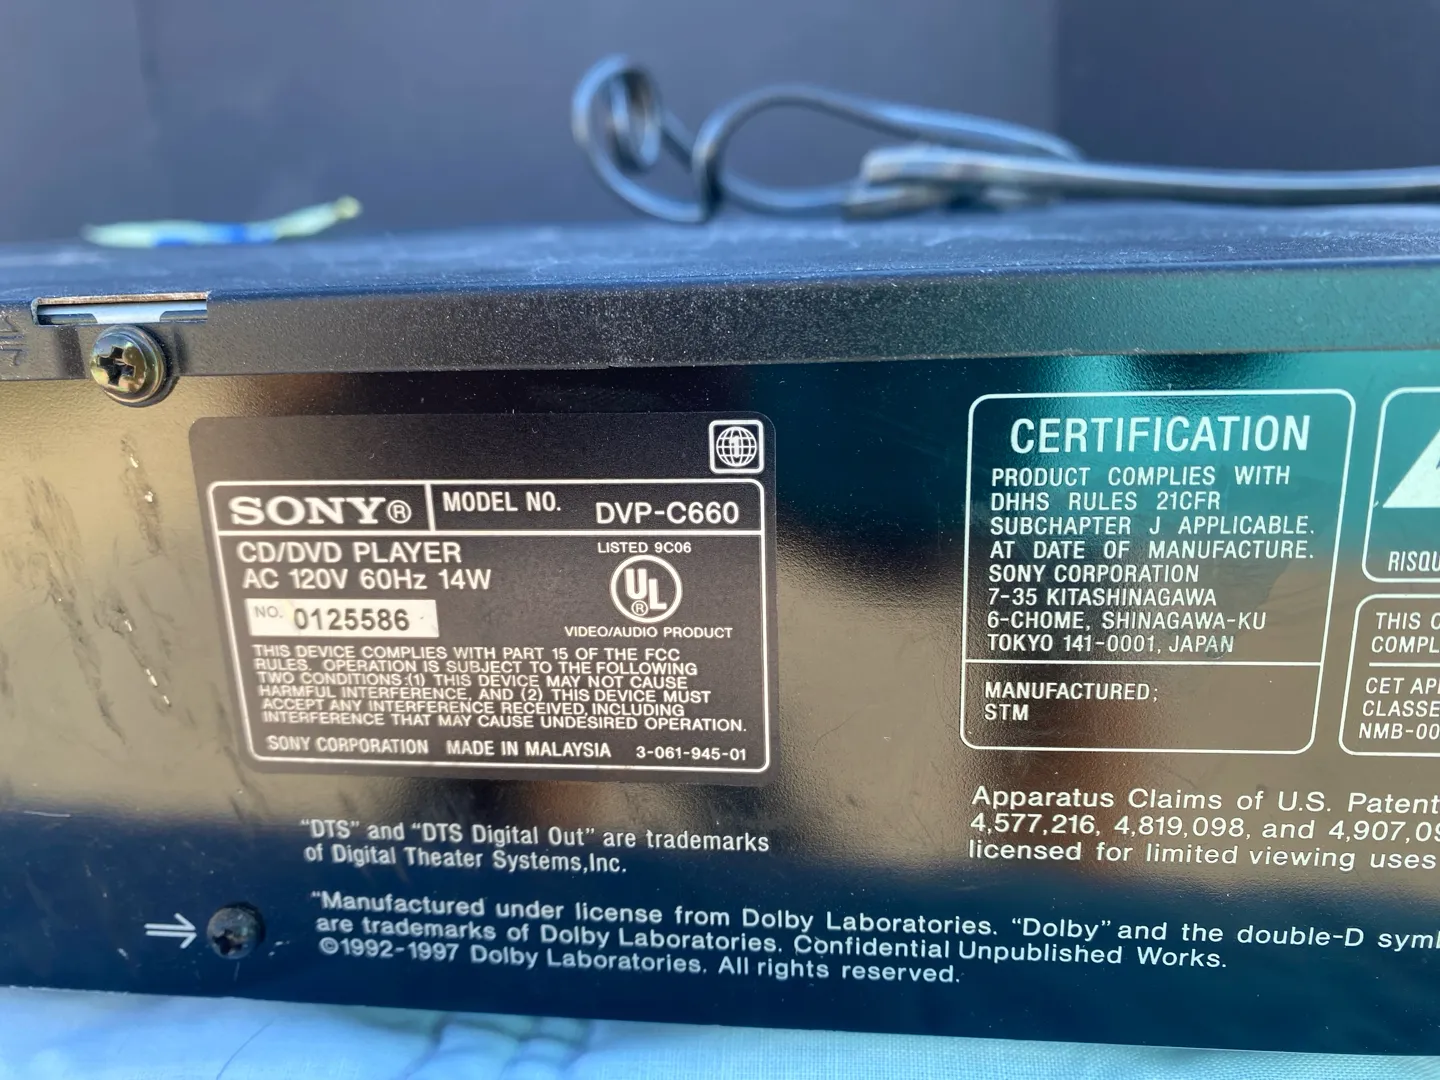 SONY® MODEL NO. DVP-C660
CD/DVD PLAYER
AC 120V 60Hz 14W
NO. 0125586
LISTED 9C06
UL®
VIDEO/AUDIO PRODUCT
THIS DEVICE COMPLIES WITH PART 15 OF THE FCC
RULES. OPERATION IS SUBJECT TO THE FOLLOWING
TWO CONDITIONS:(1) THIS DEVICE MAY NOT CAUSE
HARMFUL INTERFERENCE, AND (2) THIS DEVICE MUST
ACCEPT ANY INTERFERENCE RECEIVED, INCLUDING
INTERFERENCE THAT MAY CAUSE UNDESIRED OPERATION.
SONY CORPORATION MADE IN MALAYSIA 3-061-945-01
1
"DTS" and "DTS Digital Out" are trademarks
of Digital Theater Systems,Inc.
"Manufactured under license from Dolby Laboratories. "Dolby" and the double-D
are trademarks of Dolby Laboratories. Confidential Unpublished Works.
©1992-1997 Dolby Laboratories. All rights reserved.
CERTIFICATION
PRODUCT COMPLIES WITH
DHHS RULES 21CFR
SUBCHAPTER J APPLICABLE.
AT DATE OF MANUFACTURE.
SONY CORPORATION
7-35 KITASHINAGAWA
6-CHOME, SHINAGAWA-KU
TOKYO 141-0001, JAPAN
MANUFACTURED;
STM
Apparatus Claims of U.S. Patent
4,577,216, 4,819,098, and
licensed for limited viewing uses
THIS
CET